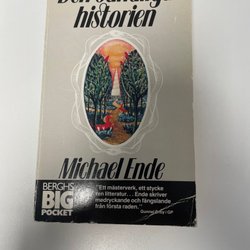 historien
Michael Ende
BERGHS
BIG
POCKET
"Ett mästerverk, ett stycke
ren litteratur... Ende skriver
medryckande och fängslande
från första raden."